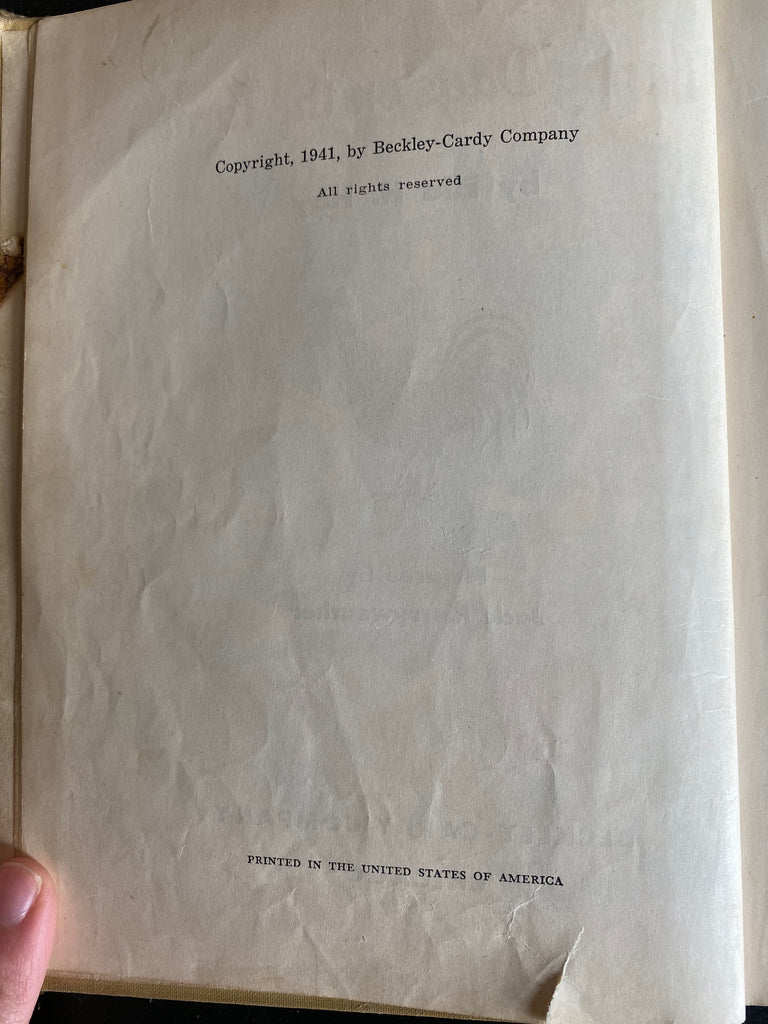 Copyright, 1941, by Beckley-Cardy Company
All rights reserved
PRINTED IN THE UNITED STATES OF AMERICA